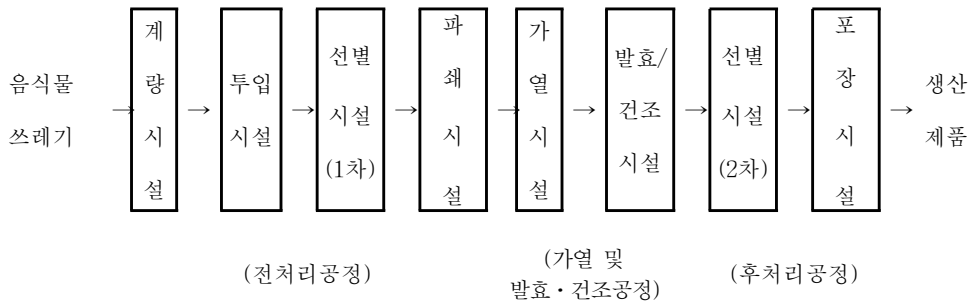 음식물
쓰레기
→
계량시설
→
투입
시설
→
선별
시설
(1차)
→
파쇄시설
→
가열시설
→
발효/
건조
시설
→
선별
시설
(2차)
→
포장시설
→
생산
제품
(전처리공정)
(가열 및
발효·건조공정)
(후처리공정)